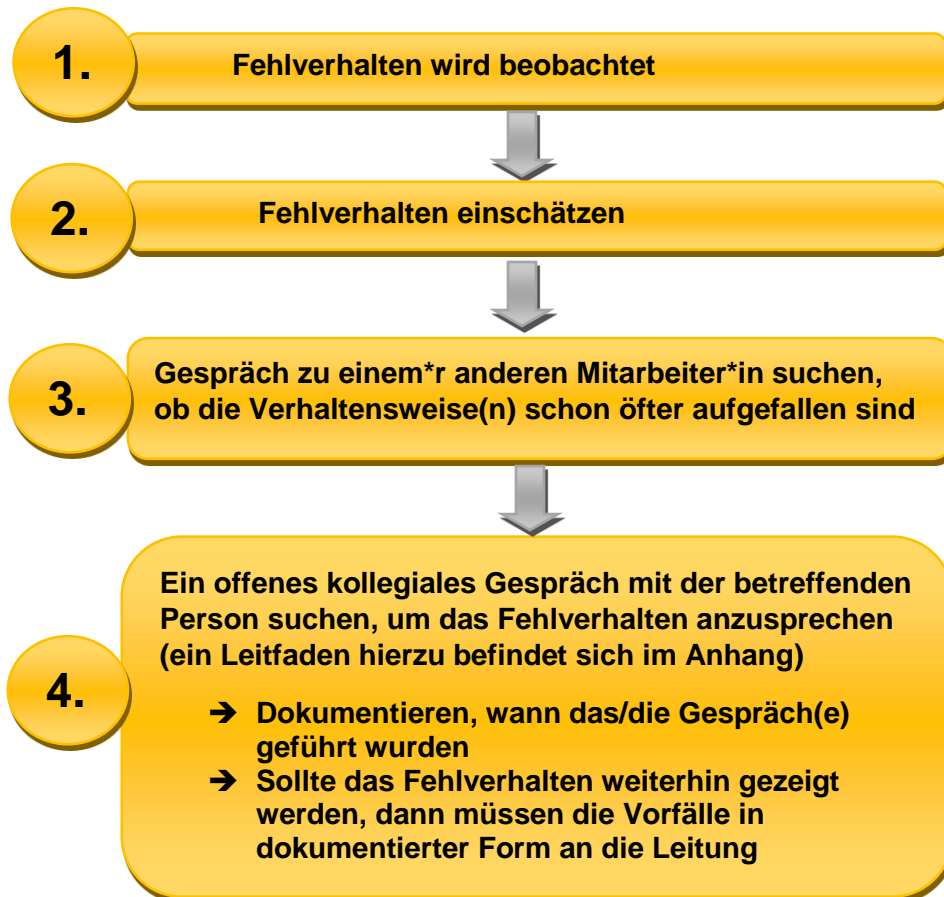 1.
Fehlverhalten wird beobachtet
2.
Fehlverhalten einschätzen
3.
Gespräch zu einem*r anderen Mitarbeiter*in suchen,
ob die Verhaltensweise(n) schon öfter aufgefallen sind
4.
Ein offenes kollegiales Gespräch mit der betreffenden
Person suchen, um das Fehlverhalten anzusprechen
(ein Leitfaden hierzu befindet sich im Anhang)
➔ Dokumentieren, wann das/die Gespräch(e)
geführt wurden
➔ Sollte das Fehlverhalten weiterhin gezeigt
werden, dann müssen die Vorfälle in
dokumentierter Form an die Leitung